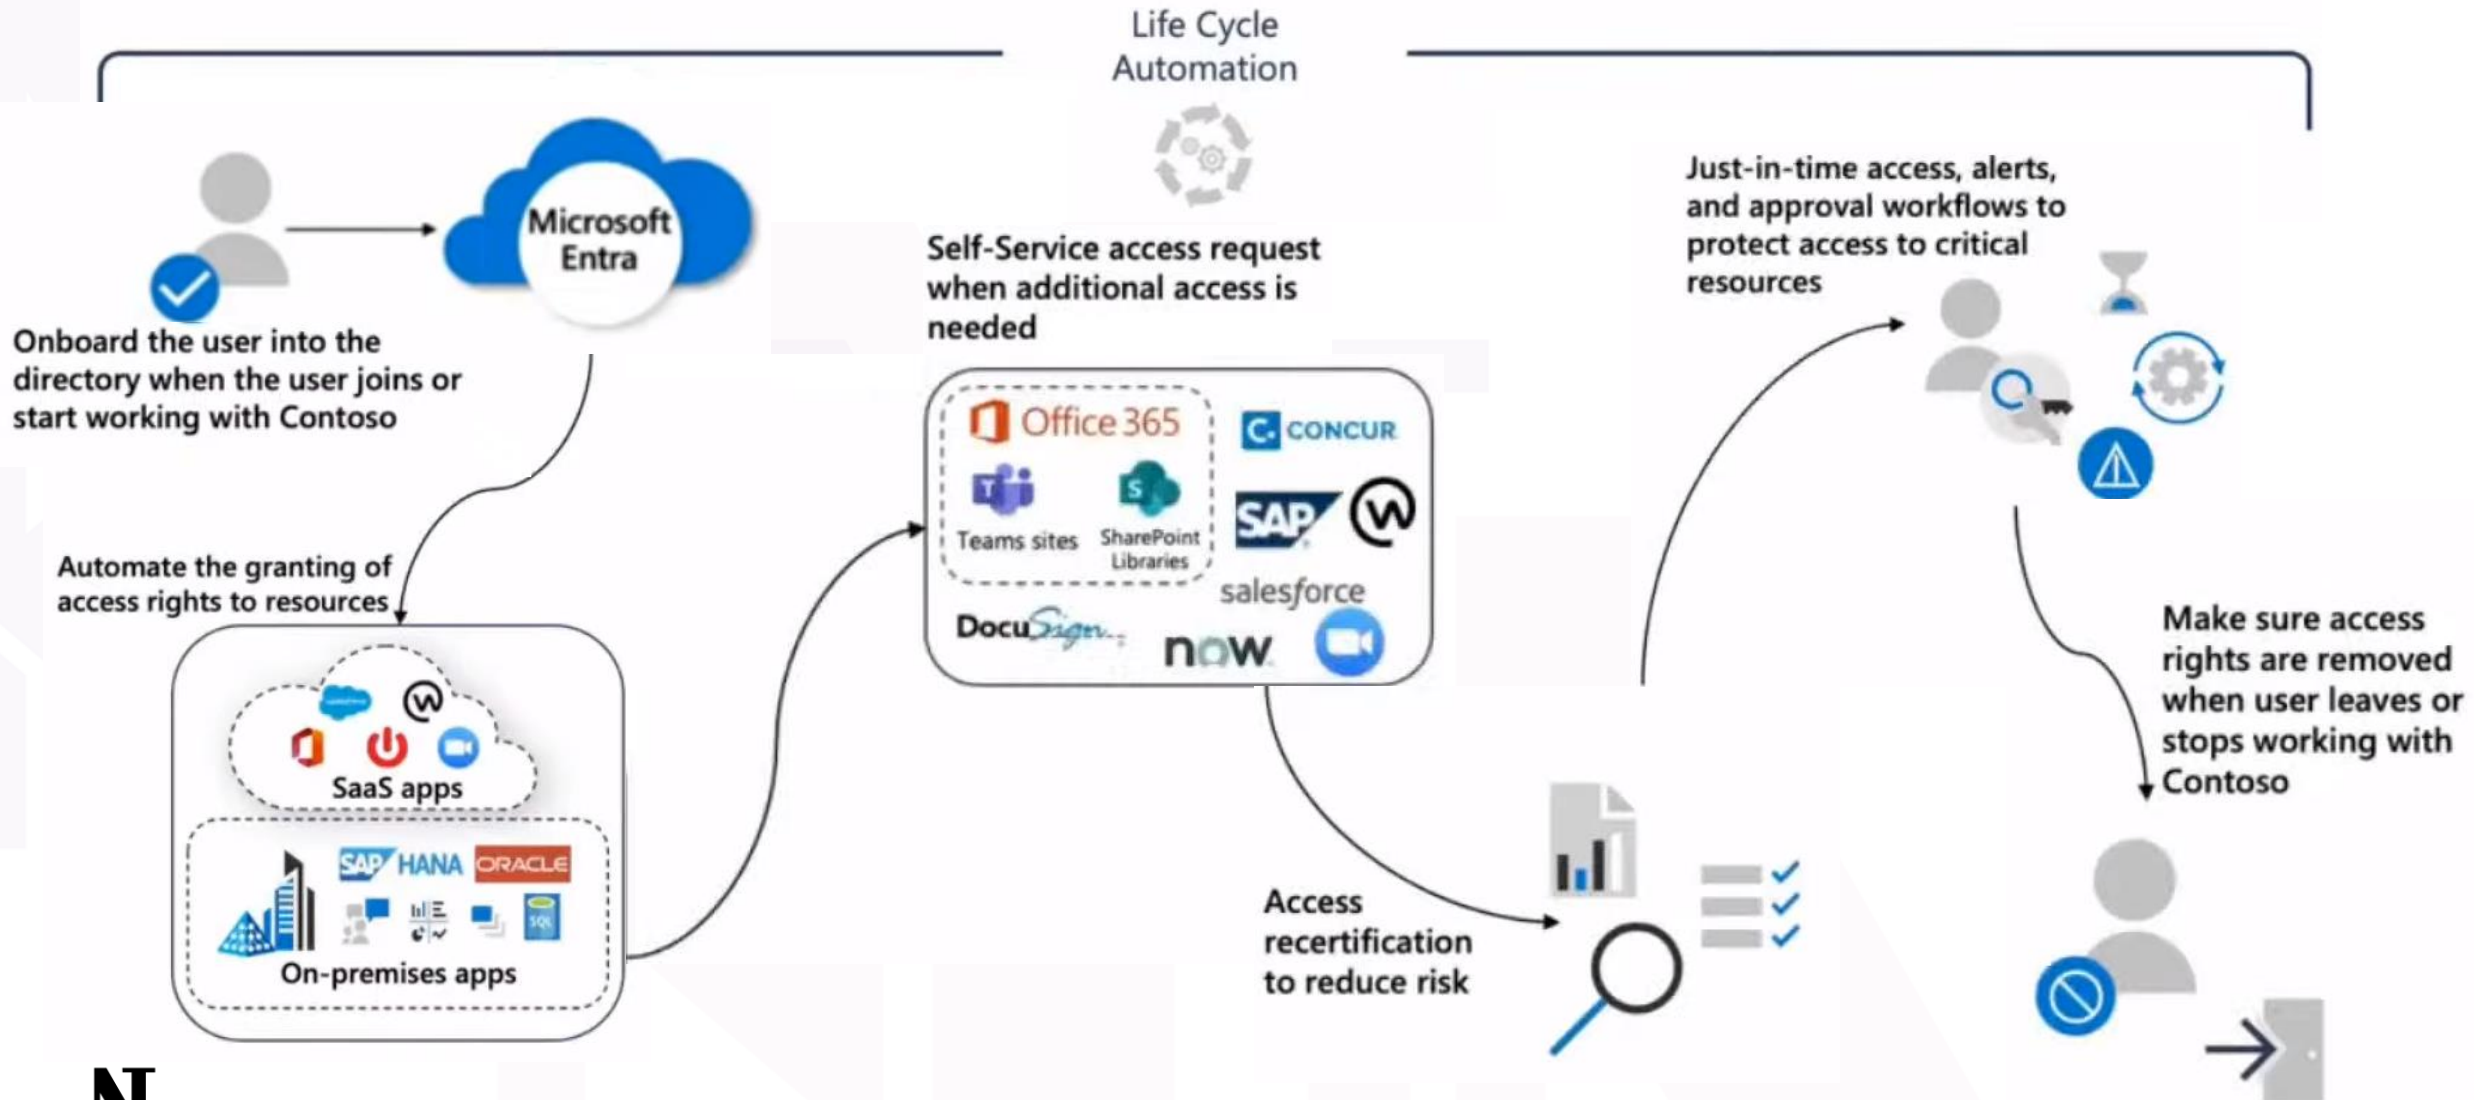 Life Cycle
Automation
Microsoft
Entra
Onboard the user into the
directory when the user joins or
start working with Contoso
Automate the granting of
access rights to resources
SaaS apps
SAP HANA
ORACLE
SQL
On-premises apps
Self-Service access request
when additional access is
needed
Office 365
C. CONCUR
T
S
Teams sites
SharePoint
Libraries
SAP
W
salesforce
DocuSign
now
Access
recertification
to reduce risk
Just-in-time access, alerts,
and approval workflows to
protect access to critical
resources
Make sure access
rights are removed
when user leaves or
stops working with
Contoso